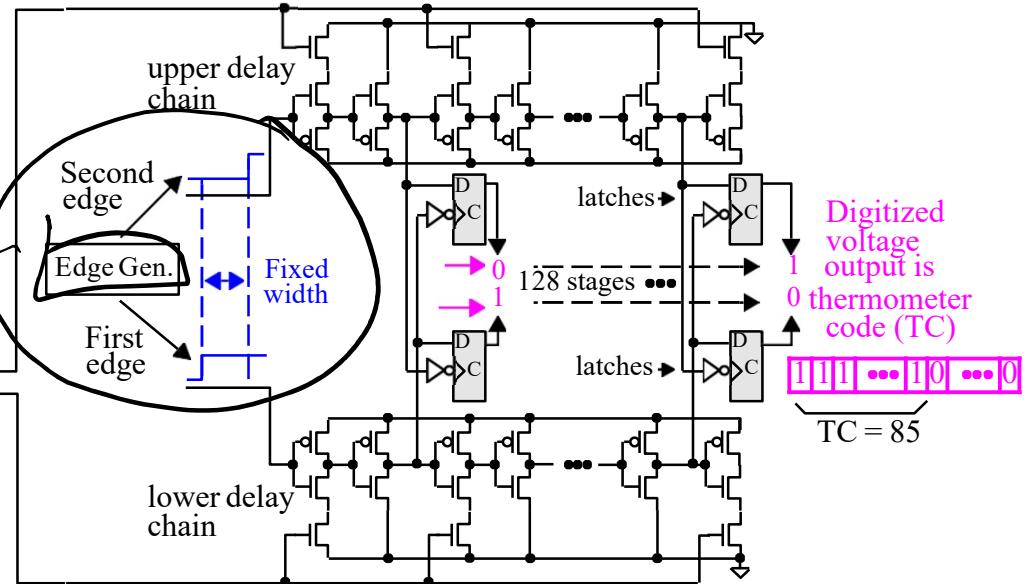 upper delay
chain
Second
edge
Edge Gen.
Fixed
width
First
edge
lower delay
chain
D
C
0
1
D
C
128 stages
latches
latches
D
C
1
0
D
C
Digitized
voltage
output is
thermometer
code (TC)
1 1 1 ••• 1 0 ••• 0
TC = 85